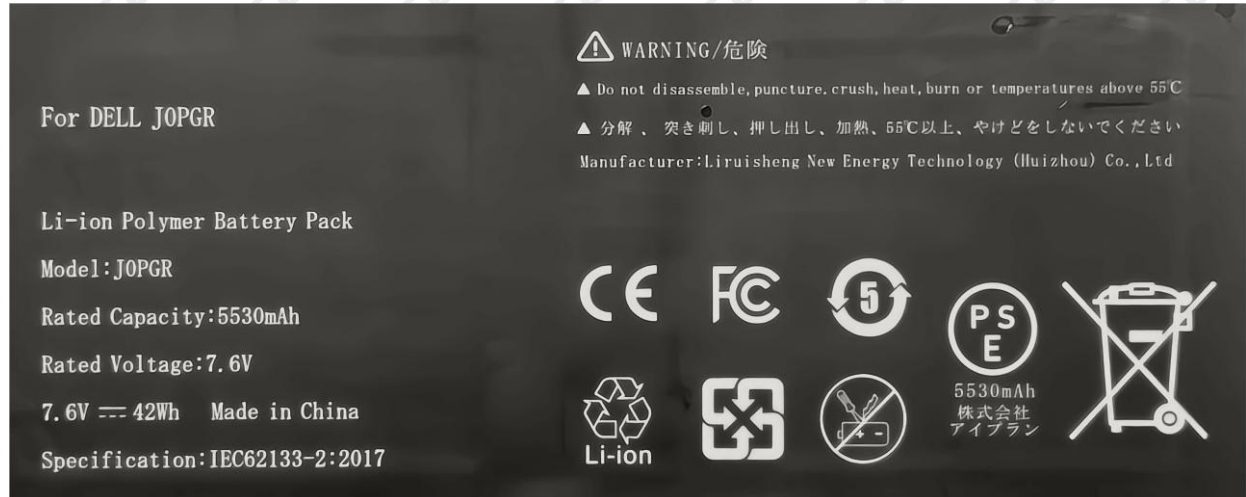 For DELL J0PGR
Li-ion Polymer Battery Pack
Model:J0PGR
Rated Capacity:5530mAh
Rated Voltage:7.6V
7.6V ⎓ 42Wh Made in China
Specification:IEC62133-2:2017
WARNING/危険
▲ Do not disassemble,puncture,crush,heat,burn or temperatures above 55℃
▲ 分解 、 突き刺し、押し出し、加熱、55℃以上、やけどをしないでください
Manufacturer:Liruisheng New Energy Technology (Huizhou) Co.,Ltd
CE FC 5
PS
E
5530mAh
株式会社
アイプラン
Li-ion